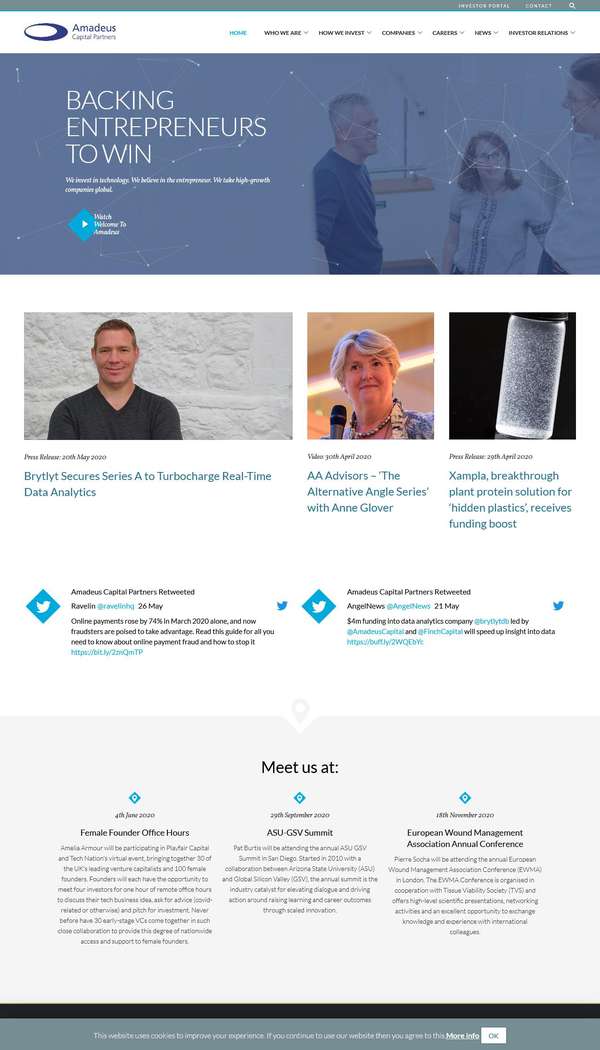 INVESTOR PORTAL CONTACT
Amadeus
Capital Partners
HOME WHO WE ARE HOW WE INVEST COMPANIES CAREERS NEWS INVESTOR RELATIONS
BACKING
ENTREPRENEURS
TO WIN
We invest in technology. We believe in the entrepreneur. We take high-growth
companies global.
Watch
Welcome To
Amadeus
Press Release: 20th May 2020
Brytlyt Secures Series A to Turbocharge Real-Time
Data Analytics
Video: 30th April 2020
AA Advisors – ‘The
Alternative Angle Series’
with Anne Glover
Press Release: 29th April 2020
Xampla, breakthrough
plant protein solution for
‘hidden plastics’, receives
funding boost
Amadeus Capital Partners Retweeted
Ravelin @ravelinhq 26 May
Online payments rose by 74% in March 2020 alone, and now
fraudsters are poised to take advantage. Read this guide for all you
need to know about online payment fraud and how to stop it
https://bit.ly/2znQmTP
Amadeus Capital Partners Retweeted
AngelNews @AngelNews 21 May
$4m funding into data analytics company @brytlytdb led by
@AmadeusCapital and @FinchCapital will speed up insight into data
https://buff.ly/2WQEbYc
Meet us at:
4th June 2020
Female Founder Office Hours
Amelia Armour will be participating in Playfair Capital
and Tech Nation's virtual event, bringing together 30 of
the UK's leading venture capitalists and 100 female
founders. Founders will each have the opportunity to
meet four investors for one hour of remote office hours
to discuss their tech business idea, ask for advice (covid-
related or otherwise) and pitch for investment. Never
before have 30 early-stage VCs come together in such
close collaboration to provide this degree of nationwide
access and support to female founders.
29th September 2020
ASU-GSV Summit
Pat Burtis will be attending the annual ASU GSV
Summit in San Diego. Started in 2010 with a
collaboration between Arizona State University (ASU)
and Global Silicon Valley (GSV), the annual summit is the
industry catalyst for elevating dialogue and driving
action around raising learning and career outcomes
through scaled innovation.
18th November 2020
European Wound Management
Association Annual Conference
Pierre Socha will be attending the annual European
Wound Management Association Conference (EWMA)
in London. The EWMA Conference is organised in
cooperation with Tissue Viability Society (TVS) and
offers high-level scientific presentations, networking
activities and an excellent opportunity to exchange
knowledge and experience with international
colleagues.
This website uses cookies to improve your experience. If you continue to use our website then you agree to this More info OK